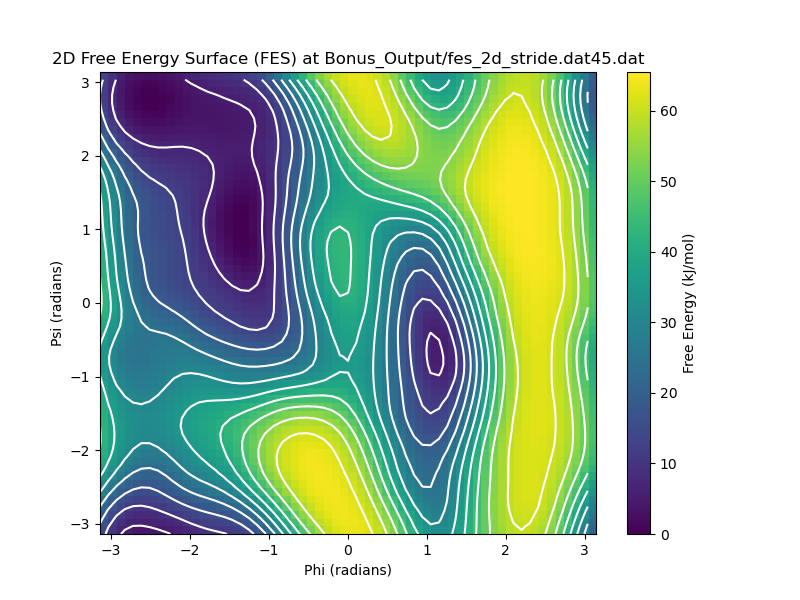 2D Free Energy Surface (FES) at Bonus_Output/fes_2d_stride.dat45.dat
3
2
1
0
−1
−2
−3
Psi (radians)
−3 −2 −1 0 1 2 3
Phi (radians)
60
50
40
30
20
10
0
Free Energy (kJ/mol)